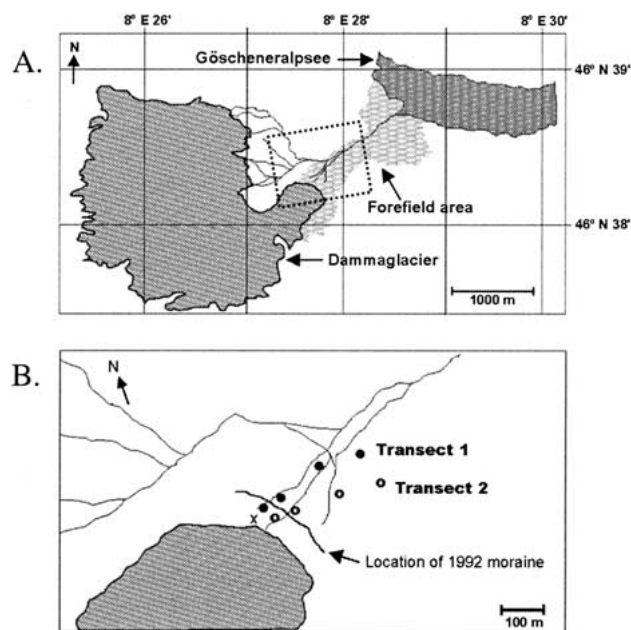 8° E 26' 8° E 28' 8° E 30'
A.
N
Göscheneralpsee
46° N 39'
Forefield area
46° N 38'
Dammaglacier
1000 m
B.
N
Transect 1
Transect 2
X
Location of 1992 moraine
100 m